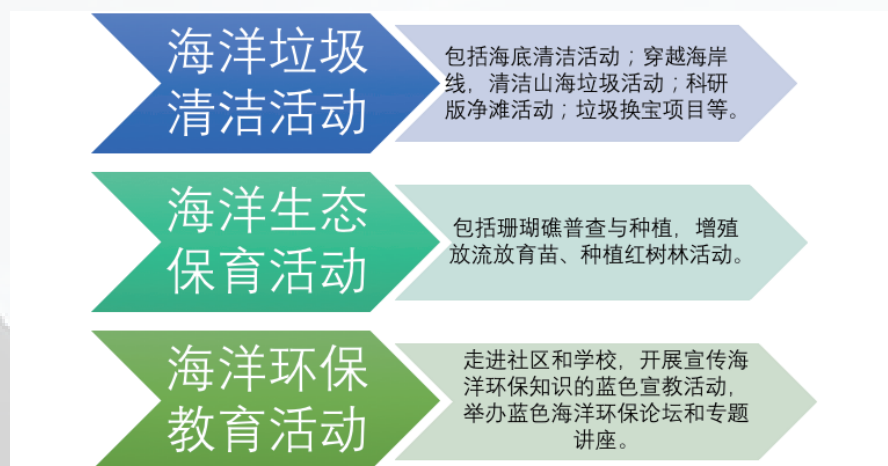 海洋垃圾
清洁活动
包括海底清洁活动；穿越海岸
线，清洁山海垃圾活动；科研
版净滩活动；垃圾换宝项目等。
海洋生态
保育活动
包括珊瑚礁普查与种植，增殖
放流放育苗、种植红树林活动。
海洋环保
教育活动
走进社区和学校，开展宣传海
洋环保知识的蓝色宣教活动，
举办蓝色海洋环保论坛和专题
讲座。